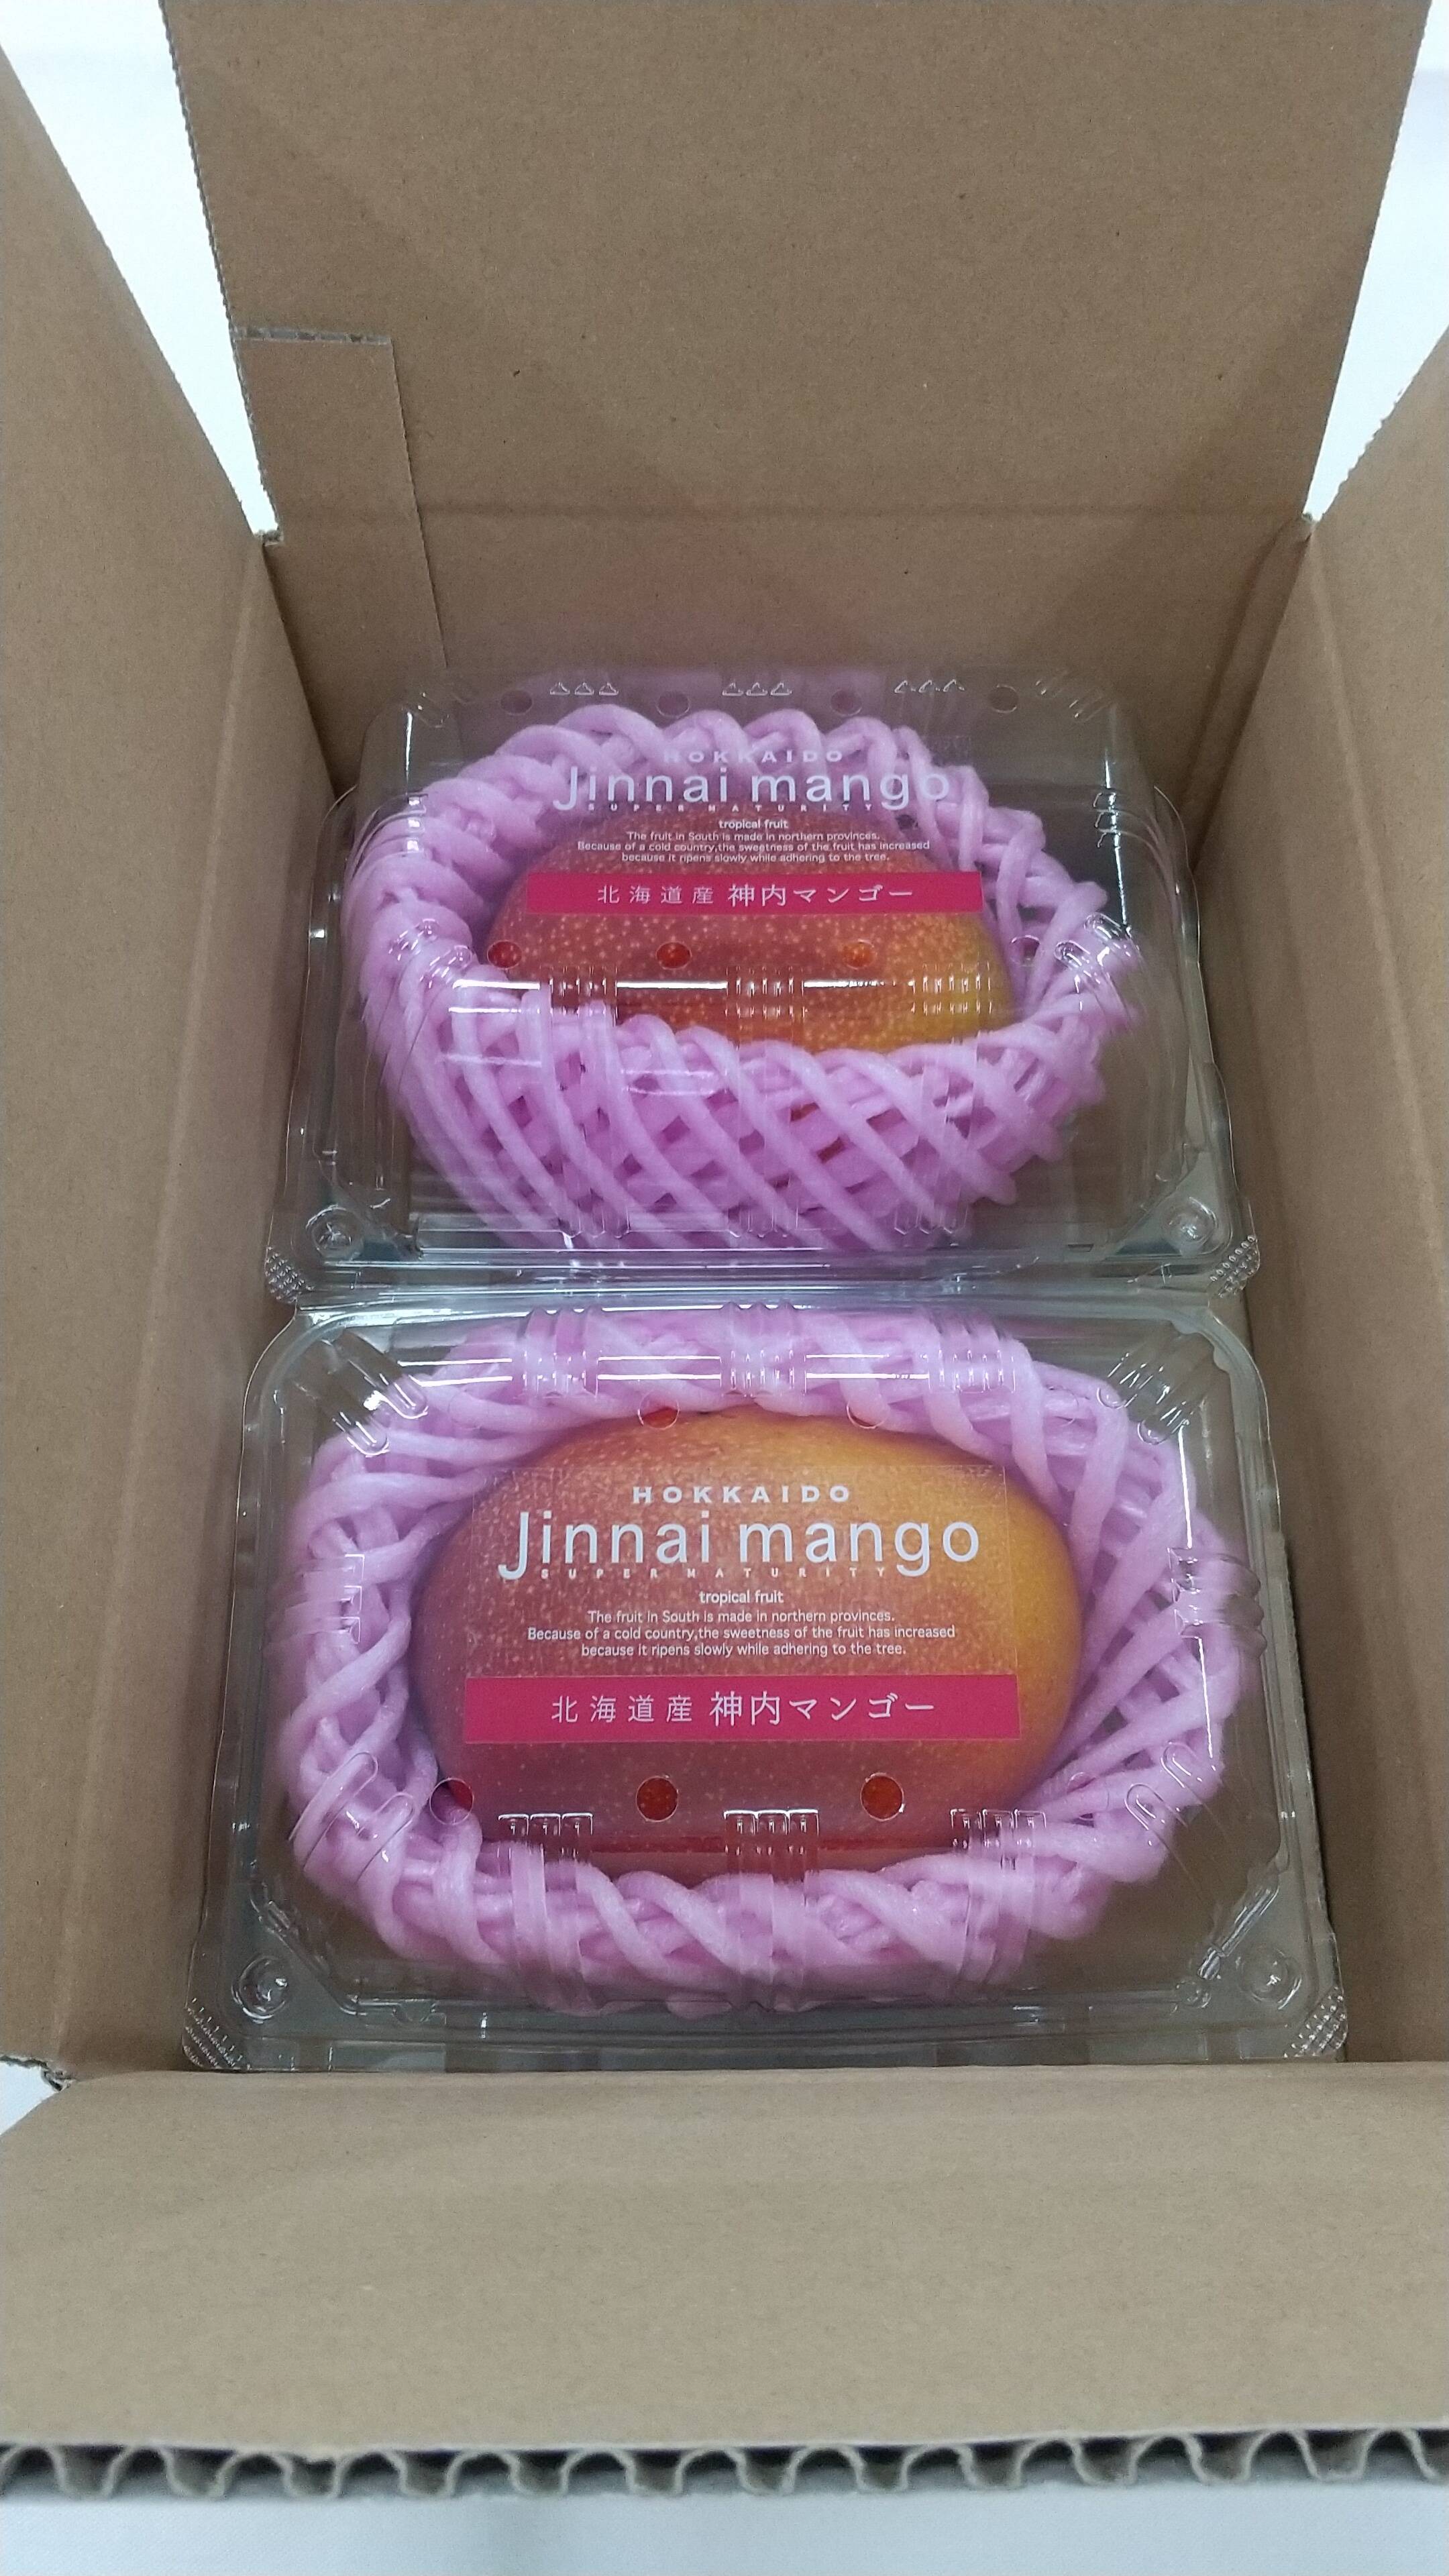 HOKKAIDO
Jinnai mango
SUPER MATURITY
tropical fruit
The fruit in South is made in northern provinces.
Because of a cold country,the sweetness of the fruit has increased
because it ripens slowly while adhering to the tree.
北海道産 神内マンゴー
HOKKAIDO
Jinnai mango
SUPER MATURITY
tropical fruit
The fruit in South is made in northern provinces.
Because of a cold country,the sweetness of the fruit has increased
because it ripens slowly while adhering to the tree.
北海道産 神内マンゴー